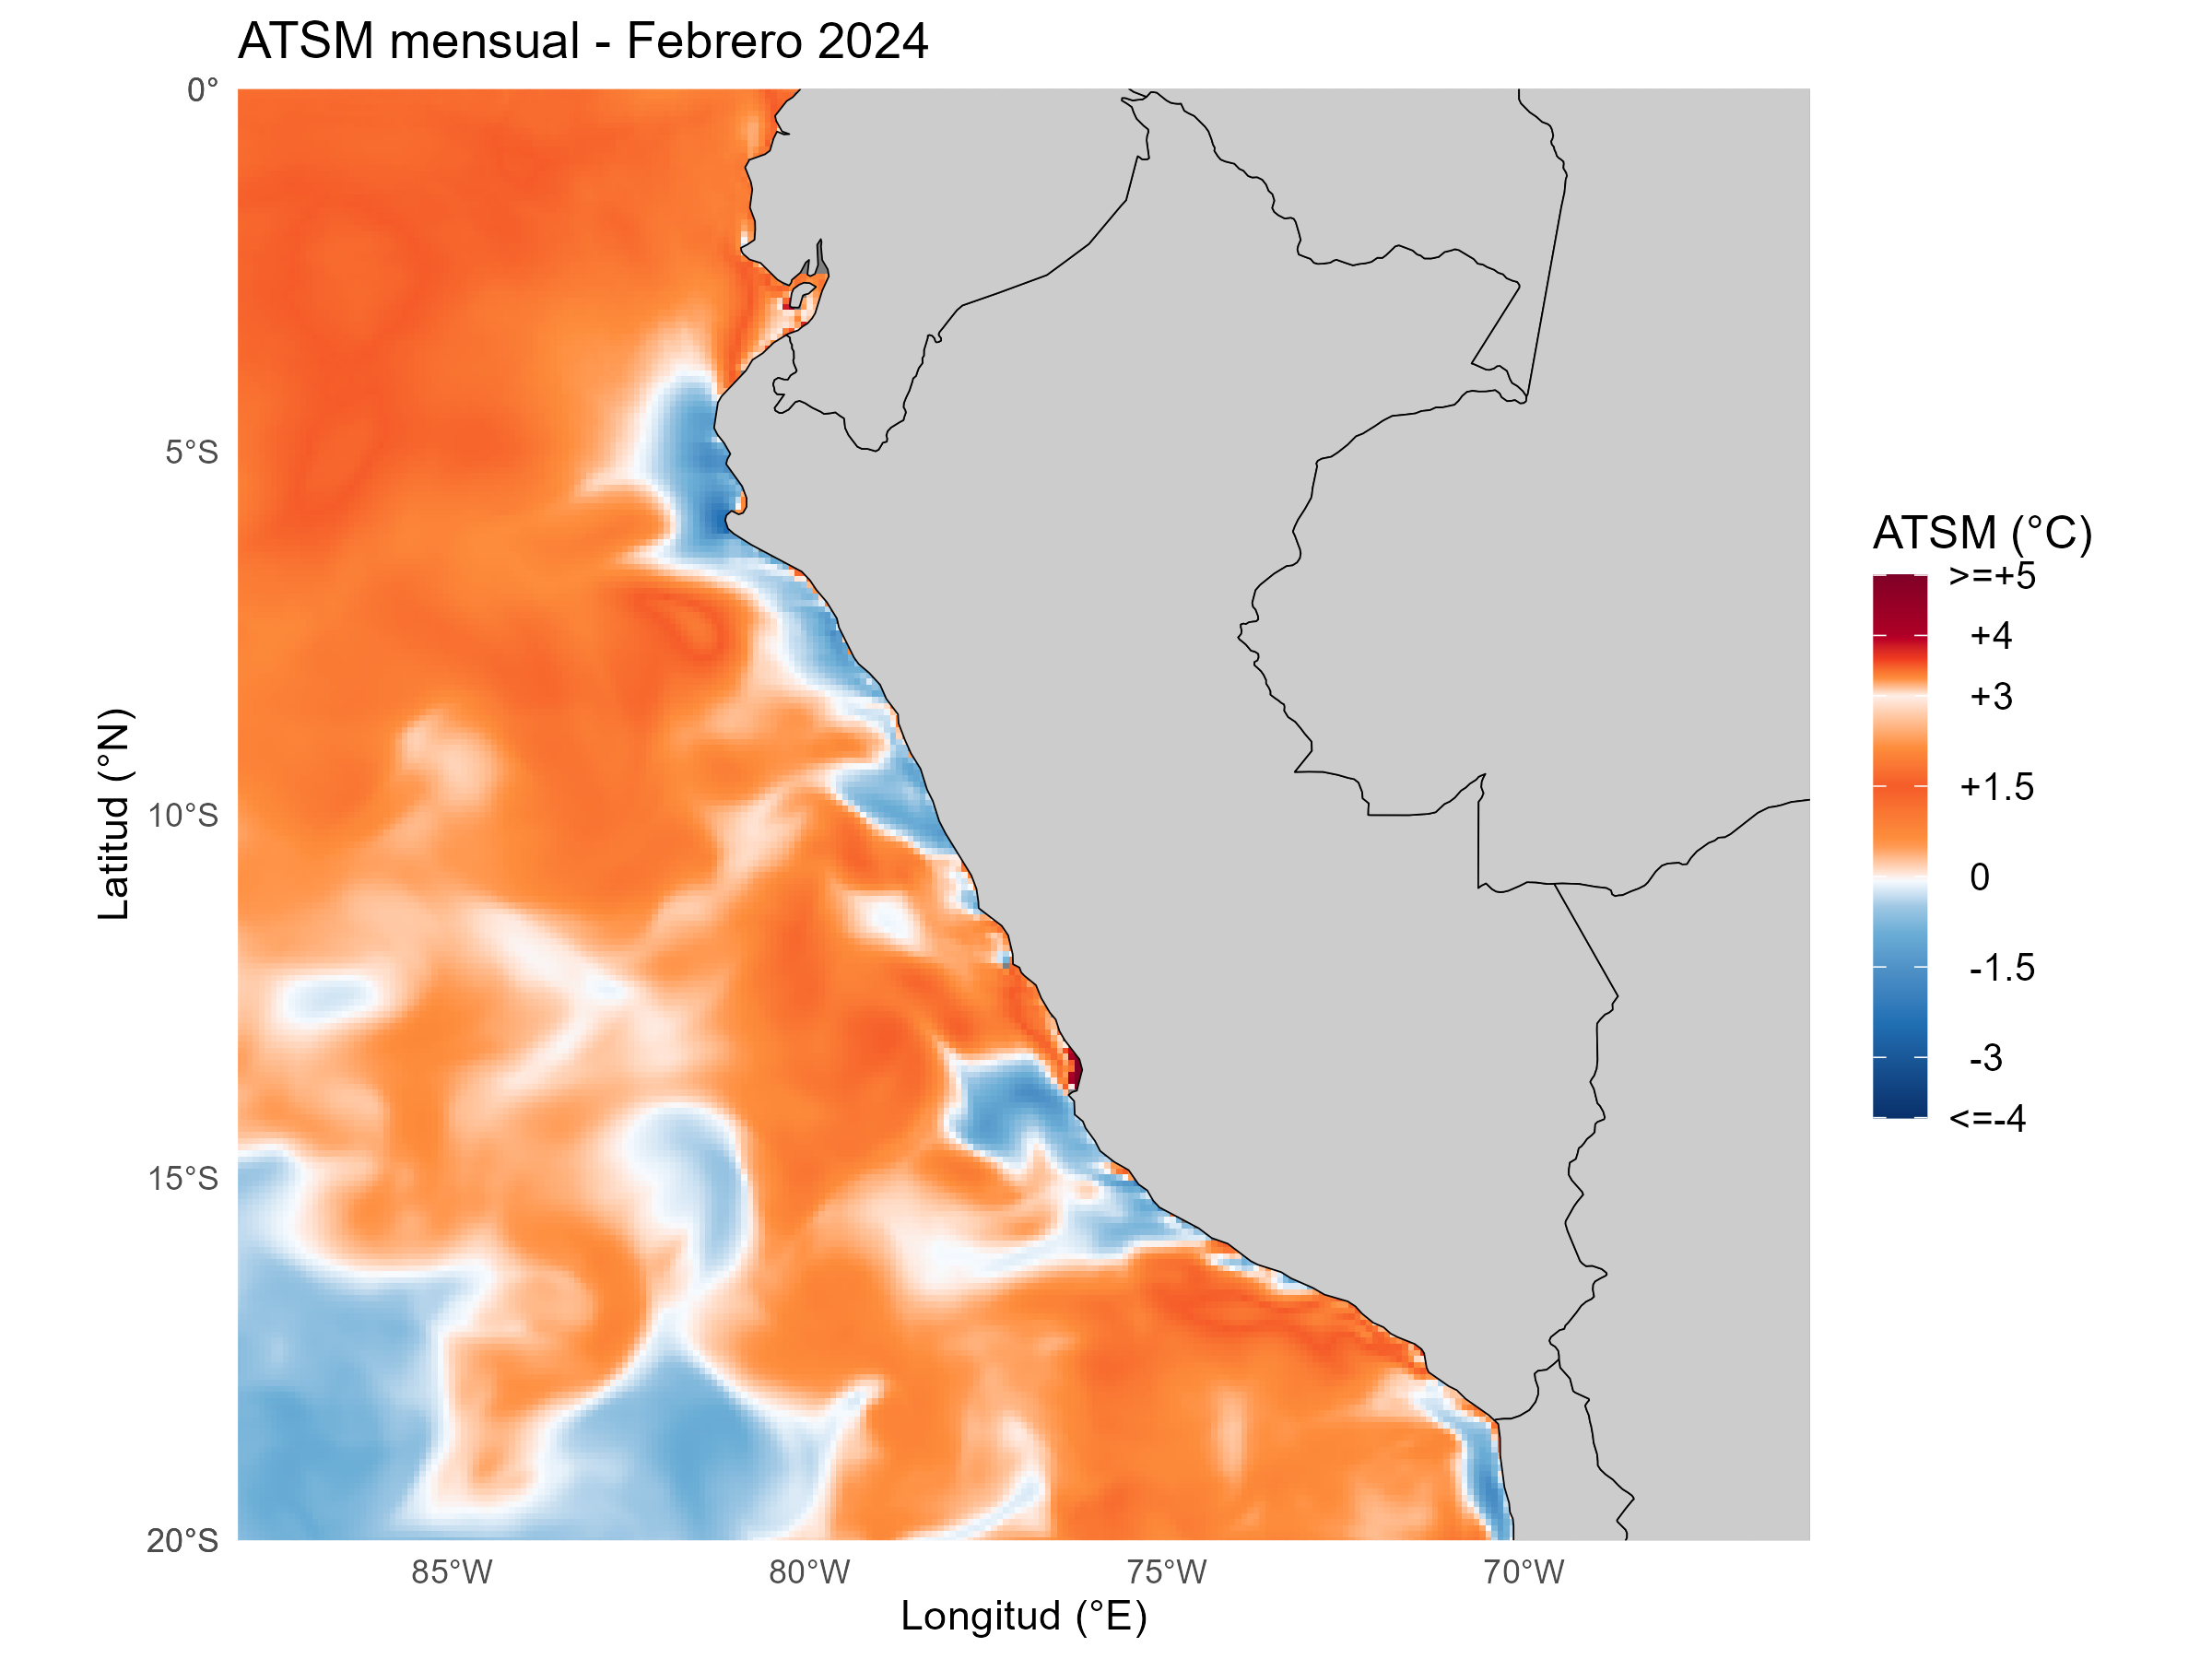 ATSM mensual - Febrero 2024
0°
5°S
10°S
15°S
20°S
Latitud (°N)
85°W
80°W
75°W
70°W
Longitud (°E)
ATSM (°C)
>=+5
+4
+3
+1.5
0
-1.5
-3
<=-4